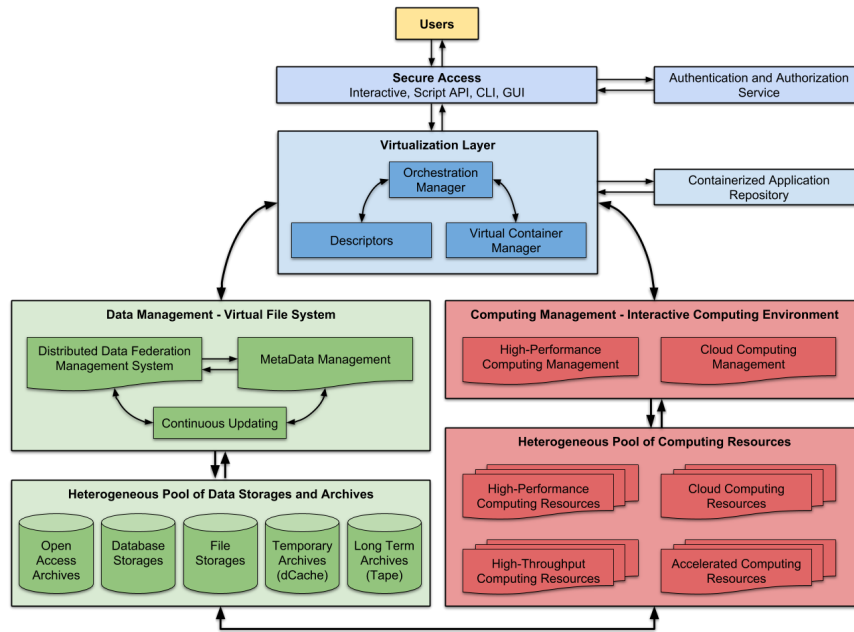 Users
Secure Access
Interactive, Script API, CLI, GUI
Authentication and Authorization
Service
Virtualization Layer
Orchestration
Manager
Descriptors
Virtual Container
Manager
Containerized Application
Repository
Data Management - Virtual File System
Distributed Data Federation
Management System
MetaData Management
Continuous Updating
Computing Management - Interactive Computing Environment
High-Performance
Computing Management
Cloud Computing
Management
Heterogeneous Pool of Data Storages and Archives
Open
Access
Archives
Database
Storages
File
Storages
Temporary
Archives
(dCache)
Long Term
Archives
(Tape)
Heterogeneous Pool of Computing Resources
High-Performance
Computing Resources
Cloud Computing
Resources
High-Throughput
Computing Resources
Accelerated Computing
Resources